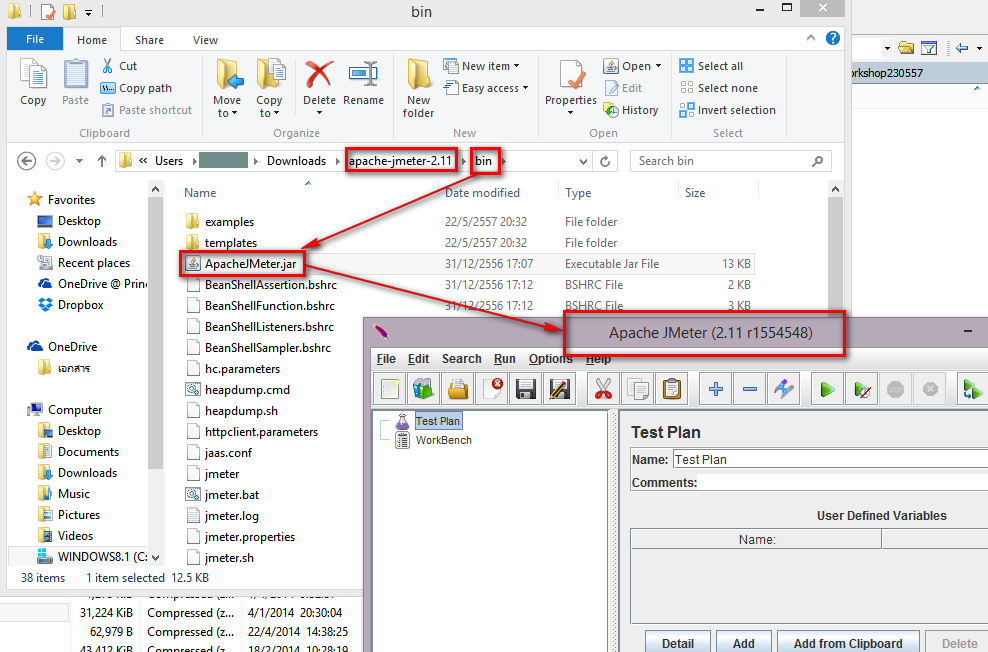 bin
File Home Share View
Copy Paste Cut Copy path Paste shortcut
Clipboard
Move to Copy to Delete Rename
Organize
New folder New item Easy access
New
Properties Open Edit History
Open
Select all Select none Invert selection
Select
orkshop230557
« Users Downloads apache-jmeter-2.11 bin
Search bin
Favorites
Desktop
Downloads
Recent places
OneDrive @ Prin
Dropbox
OneDrive
เอกสาร
Computer
Desktop
Documents
Downloads
Music
Pictures
Videos
WINDOWS8.1 (C:
Name Date modified Type Size
examples 22/5/2557 20:32 File folder
templates 22/5/2557 20:32 File folder
ApacheJMeter.jar 31/12/2556 17:07 Executable Jar File 13 KB
BeanShellAssertion.bshrc 31/12/2556 17:12 BSHRC File 2 KB
BeanShellFunction.bshrc 31/12/2556 17:12 BSHRC File 3 KB
BeanShellListeners.bshrc
BeanShellSampler.bshrc
hc.parameters
heapdump.cmd
heapdump.sh
httpclient.parameters
jaas.conf
jmeter
jmeter.bat
jmeter.log
jmeter.properties
jmeter.sh
38 items 1 item selected 12.5 KB
31,224 KiB Compressed (z... 4/1/2014 20:30:04
62,979 B Compressed (z... 22/4/2014 14:38:25
43,412 KiB Compressed (z... 18/2/2014 10:28:19
Apache JMeter (2.11 r1554548)
File Edit Search Run Options Help
Test Plan
WorkBench
Test Plan
Name: Test Plan
Comments:
User Defined Variables
Name:
Detail Add Add from Clipboard Delete